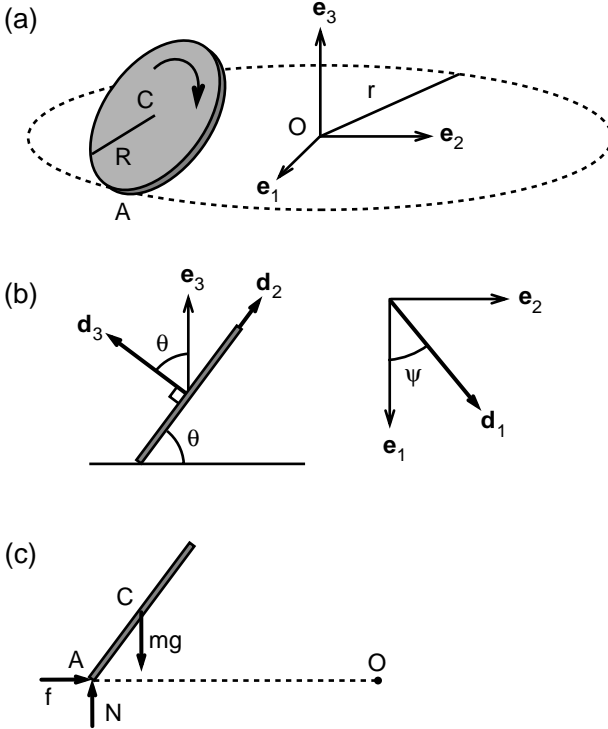 (a)
e3
r
C
O
e2
R
e1
A
(b)
e3
d2
d3
θ
e2
ψ
θ
d1
e1
(c)
C
mg
A
O
f
N